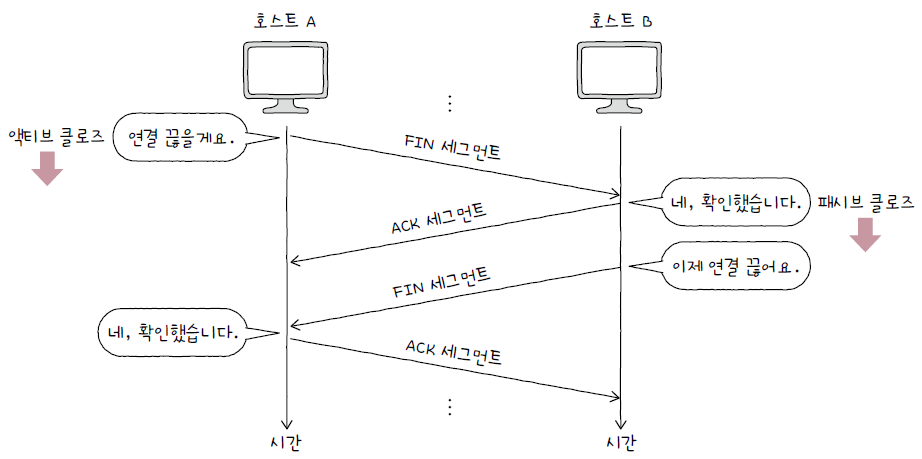 호스트 A
호스트 B
⋮
액티브 클로즈
연결 끊을게요.
FIN 세그먼트
네, 확인했습니다.
패시브 클로즈
ACK 세그먼트
이제 연결 끊어요.
FIN 세그먼트
네, 확인했습니다.
ACK 세그먼트
⋮
시간
시간